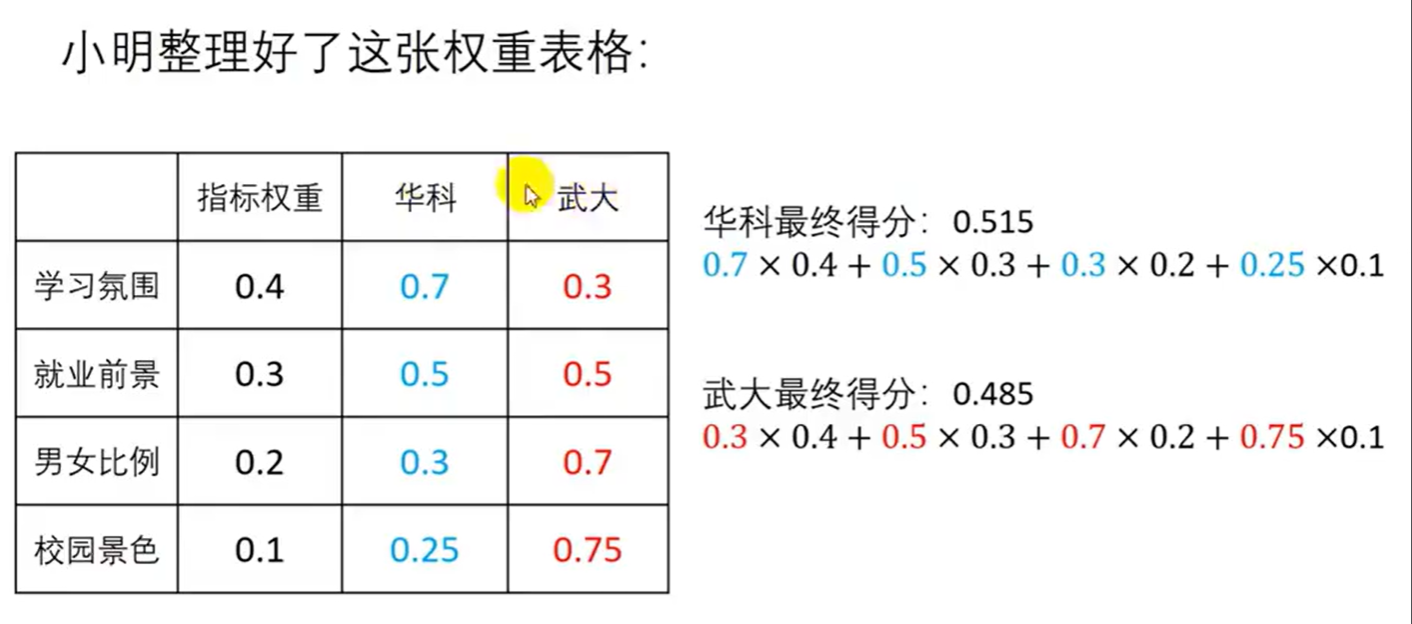 小明整理好了这张权重表格：
指标权重 华科 武大
学习氛围 0.4 0.7 0.3
就业前景 0.3 0.5 0.5
男女比例 0.2 0.3 0.7
校园景色 0.1 0.25 0.75
华科最终得分：0.515
0.7 × 0.4 + 0.5 × 0.3 + 0.3 × 0.2 + 0.25 ×0.1
武大最终得分：0.485
0.3 × 0.4 + 0.5 × 0.3 + 0.7 × 0.2 + 0.75 ×0.1